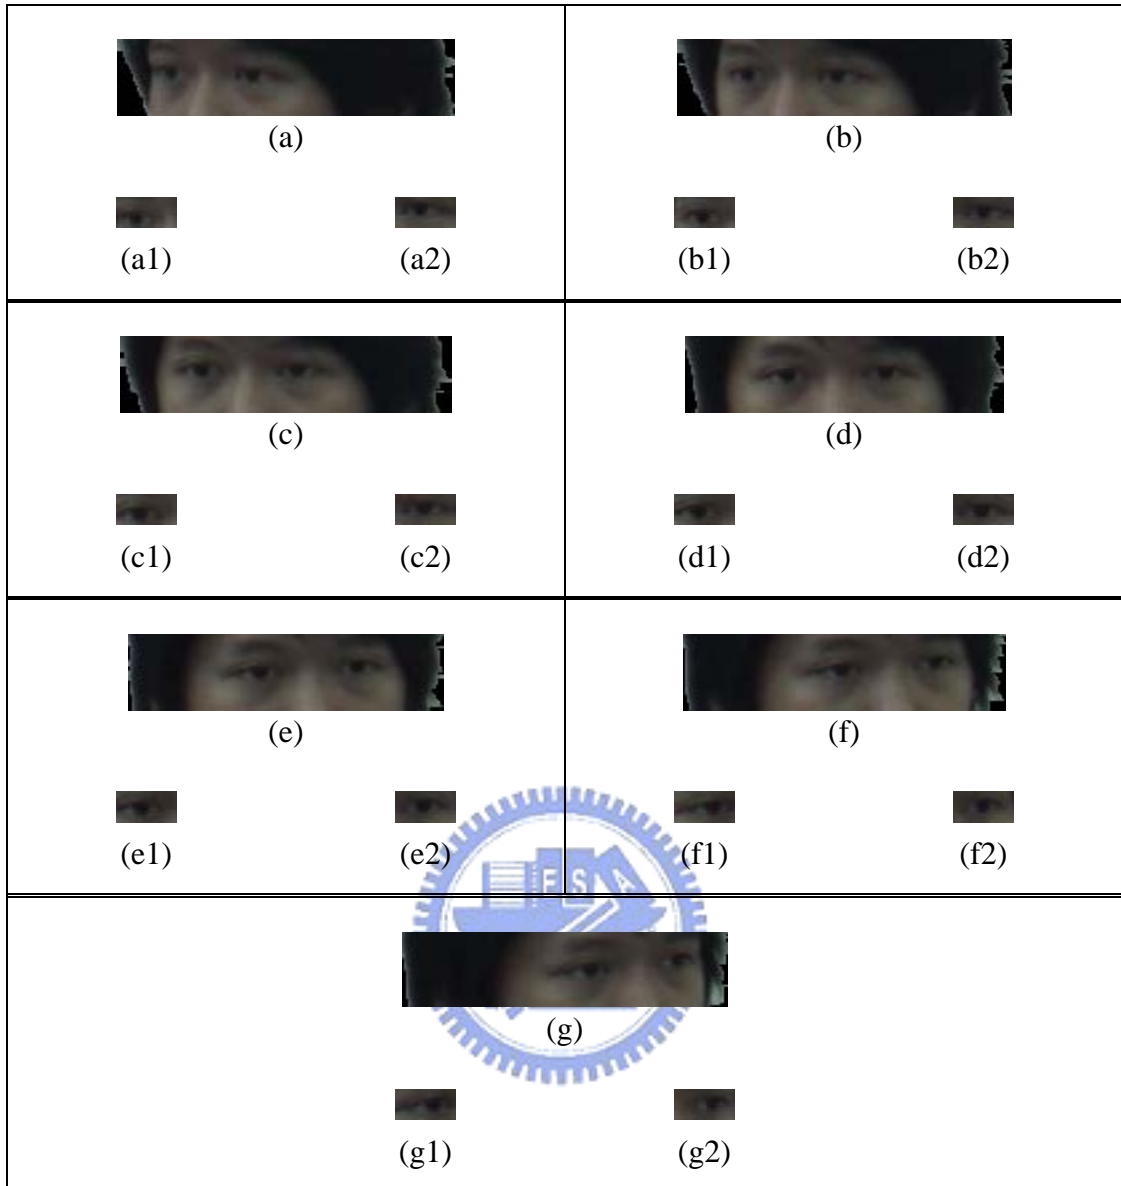 (a) (b)
(a1) (a2) (b1) (b2)
(c) (d)
(c1) (c2) (d1) (d2)
(e) (f)
(e1) (e2) (f1) (f2)
E S A
(g)
(g1) (g2)